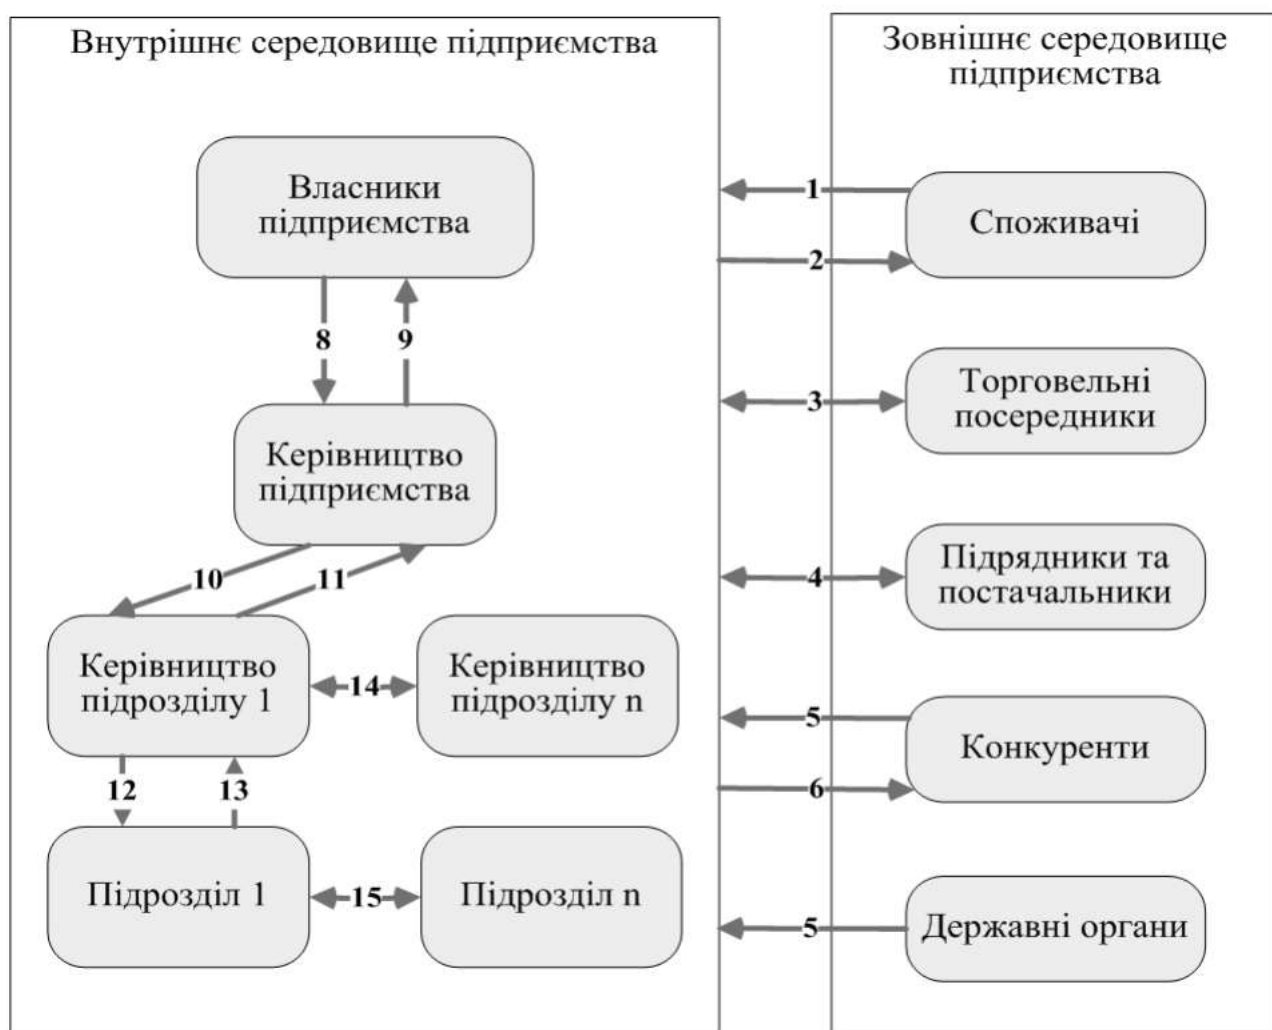 Внутрішнє середовище підприємства
Власники
підприємства
8
9
Керівництво
підприємства
10
11
Керівництво
підрозділу 1
14
Керівництво
підрозділу n
12
13
Підрозділ 1
15
Підрозділ n
Зовнішнє середовище
підприємства
1
Споживачі
2
Торговельні
3
посередники
Підрядники та
4
постачальники
5
Конкуренти
6
5
Державні органи